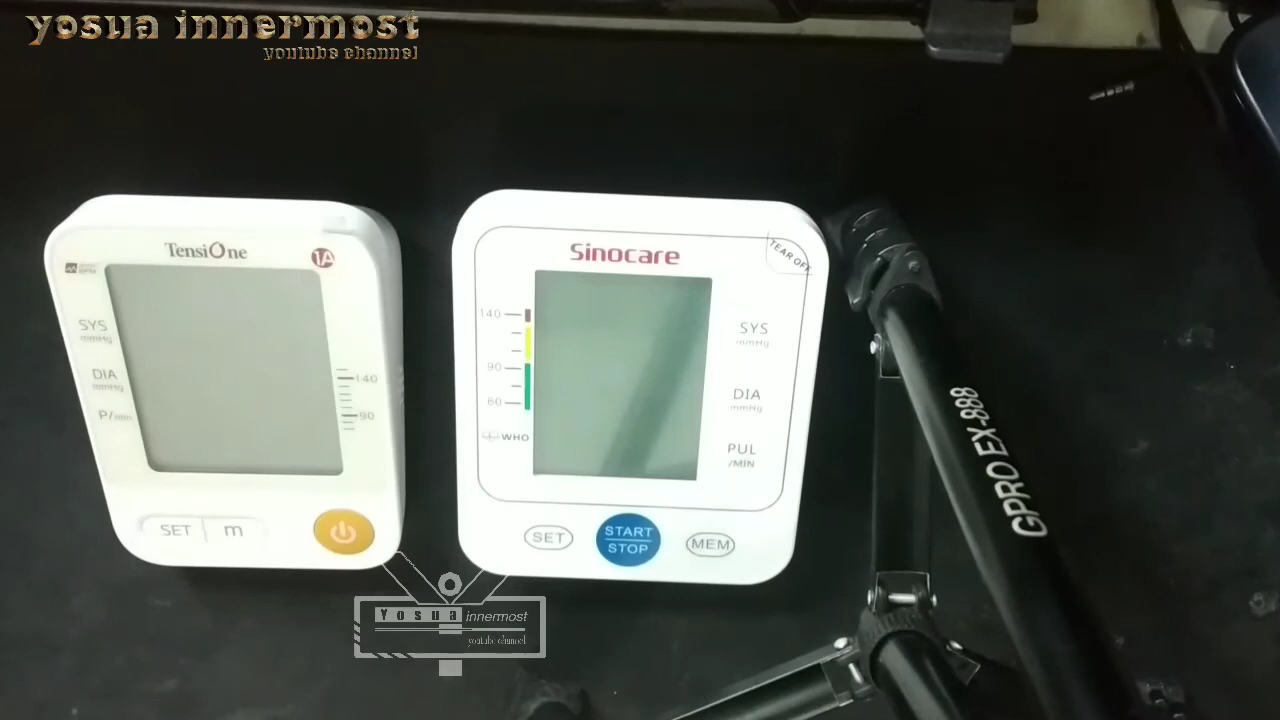 yosua innermost
youtube channel
TensiOne
1A
SYS
mmHg
DIA
mmHg
P/min
140
90
SET
m
Sinocare
TEAR OFF
140
90
60
WHO
SYS
mmHg
DIA
mmHg
PUL
/MIN
SET
START
STOP
MEM
GPRO EX-888
Yosua innermost
youtube channel